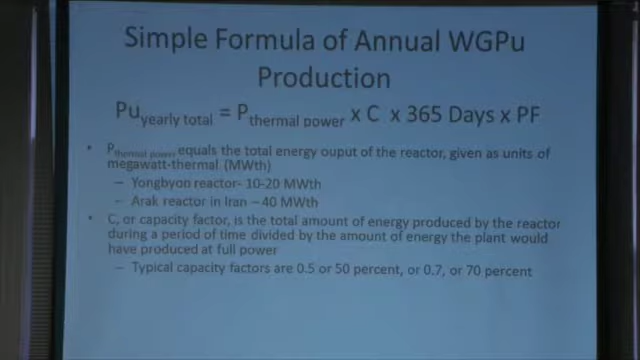 Simple Formula of Annual WGPu
Production
Pu yearly total = P thermal power x C x 365 Days x PF
• P thermal power equals the total energy ouput of the reactor, given as units of
megawatt-thermal (MWth)
– Yongbyon reactor- 10-20 MWth
– Arak reactor in Iran – 40 MWth
• C, or capacity factor, is the total amount of energy produced by the reactor
during a period of time divided by the amount of energy the plant would
have produced at full power
– Typical capacity factors are 0.5 or 50 percent, or 0.7, or 70 percent